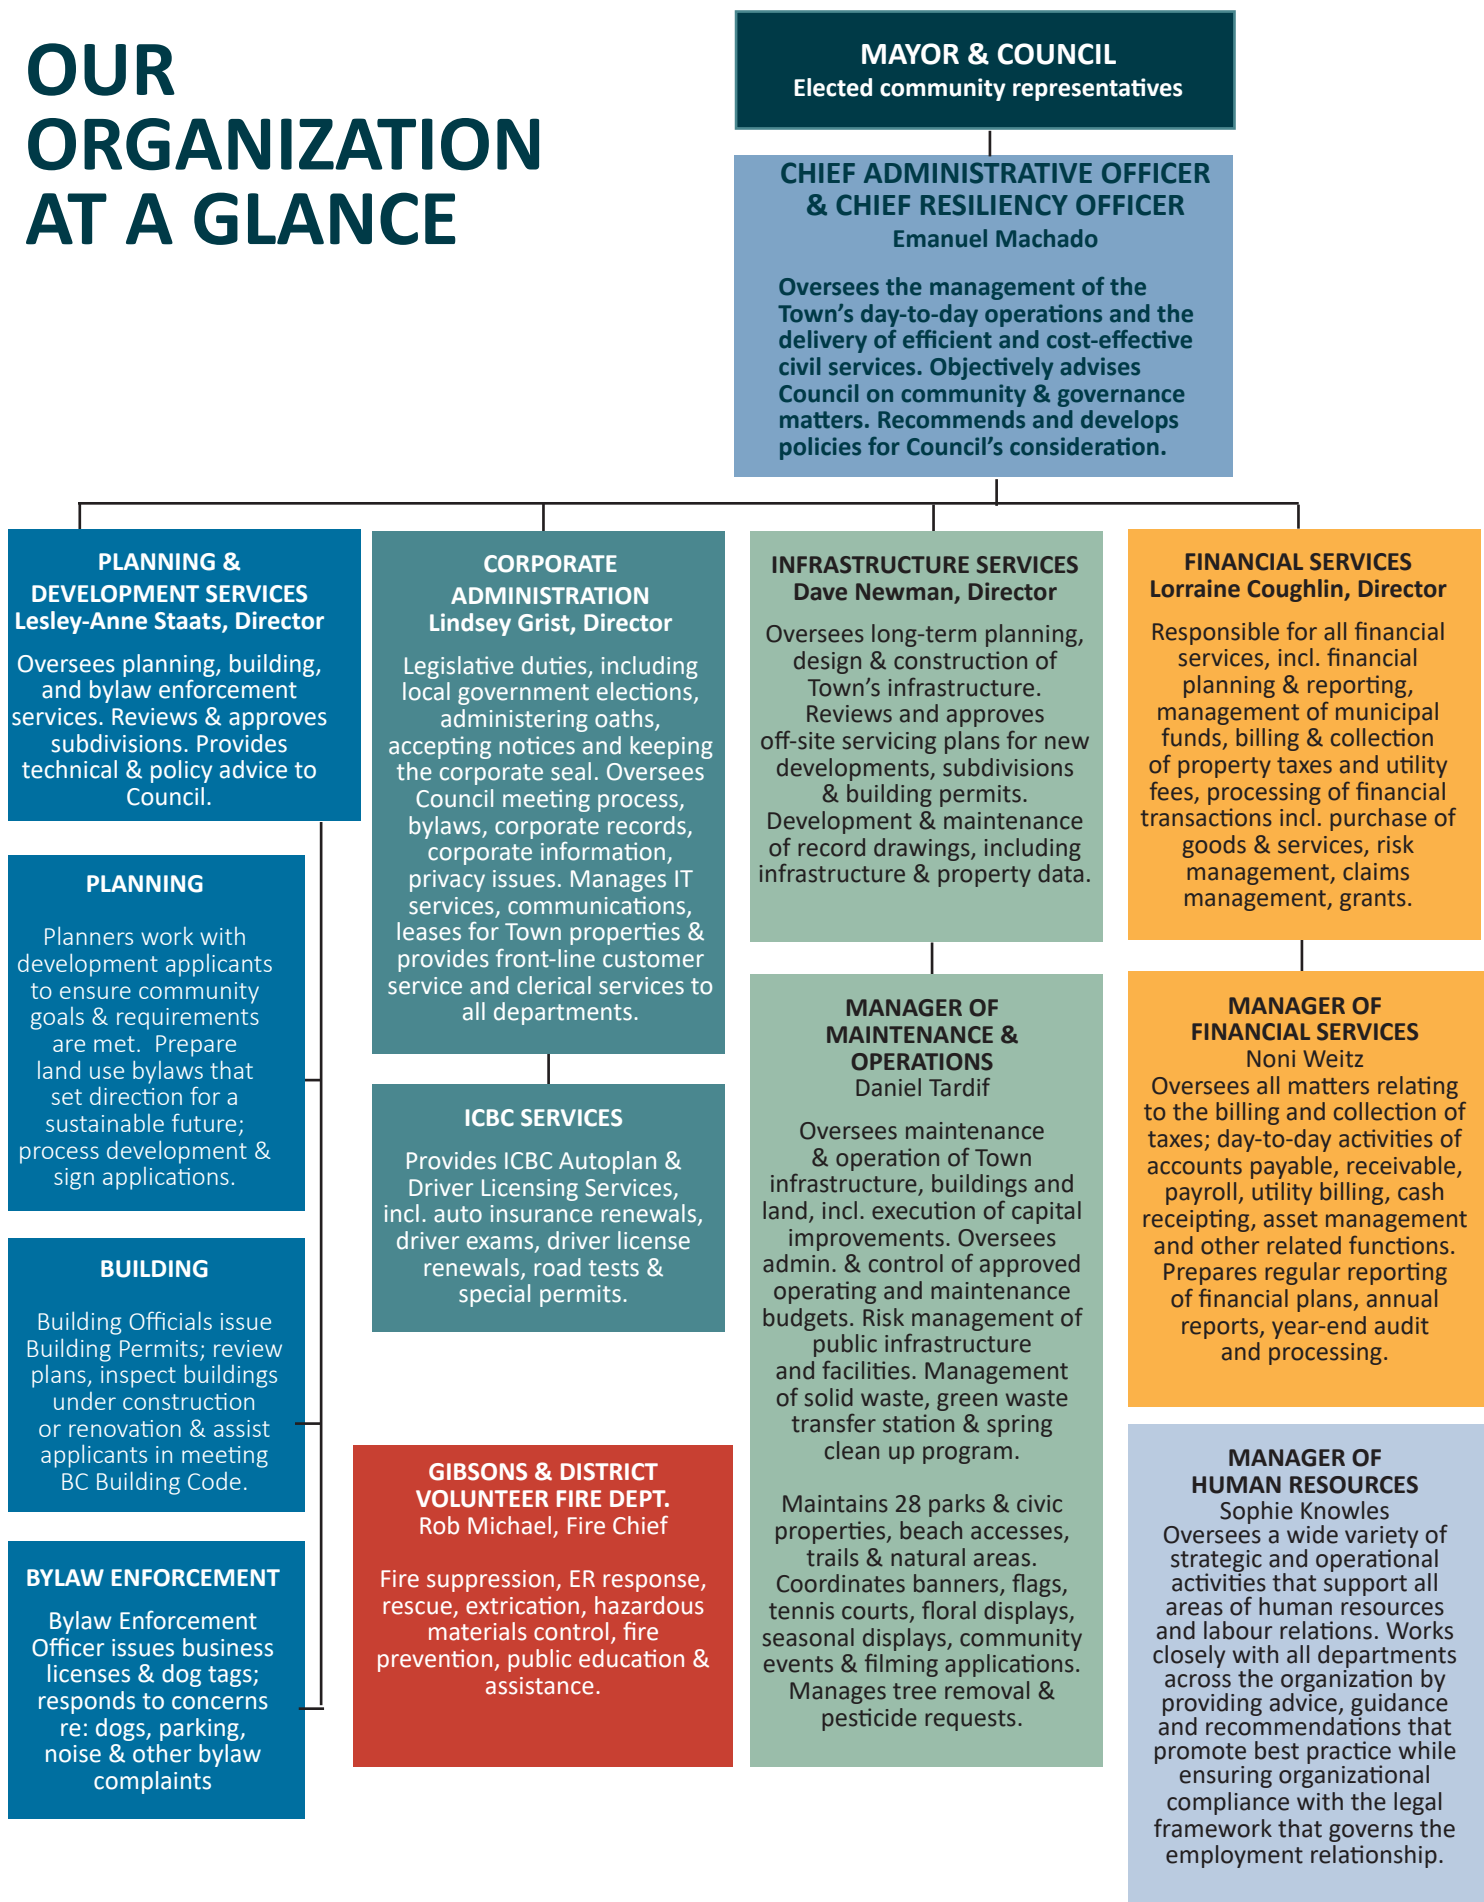 OUR
ORGANIZATION
AT A GLANCE
MAYOR & COUNCIL
Elected community representatives
CHIEF ADMINISTRATIVE OFFICER
& CHIEF RESILIENCY OFFICER
Emanuel Machado
Oversees the management of the
Town's day-to-day operations and the
delivery of efficient and cost-effective
civil services. Objectively advises
Council on community & governance
matters. Recommends and develops
policies for Council's consideration.
PLANNING &
DEVELOPMENT SERVICES
Lesley-Anne Staats, Director
Oversees planning, building,
and bylaw enforcement
services. Reviews & approves
subdivisions. Provides
technical & policy advice to
Council.
PLANNING
Planners work with
development applicants
to ensure community
goals & requirements
are met.  Prepare
land use bylaws that
set direction for a
sustainable future;
process development &
sign applications.
BUILDING
Building Officials issue
Building Permits; review
plans, inspect buildings
under construction
or renovation & assist
applicants in meeting
BC Building Code.
BYLAW ENFORCEMENT
Bylaw Enforcement
Officer issues business
licenses & dog tags;
responds to concerns
re: dogs, parking,
noise & other bylaw
complaints
CORPORATE
ADMINISTRATION
Lindsey Grist, Director
Legislative duties, including
local government elections,
administering oaths,
accepting notices and keeping
the corporate seal. Oversees
Council meeting process,
bylaws, corporate records,
corporate information,
privacy issues. Manages IT
services, communications,
leases for Town properties &
provides front-line customer
service and clerical services to
all departments.
ICBC SERVICES
Provides ICBC Autoplan &
Driver Licensing Services,
incl. auto insurance renewals,
driver exams, driver license
renewals, road tests &
special permits.
GIBSONS & DISTRICT
VOLUNTEER FIRE DEPT.
Rob Michael, Fire Chief
Fire suppression, ER response,
rescue, extrication, hazardous
materials control, fire
prevention, public education &
assistance.
INFRASTRUCTURE SERVICES
Dave Newman, Director
Oversees long-term planning,
design & construction of
Town's infrastructure.
Reviews and approves
off-site servicing plans for new
developments, subdivisions
& building permits.
Development & maintenance
of record drawings, including
infrastructure & property data.
MANAGER OF
MAINTENANCE &
OPERATIONS
Daniel Tardif
Oversees maintenance
& operation of Town
infrastructure, buildings and
land, incl. execution of capital
improvements. Oversees
admin. & control of approved
operating and maintenance
budgets. Risk management of
public infrastructure
and facilities. Management
of solid waste, green waste
transfer station & spring
clean up program.
Maintains 28 parks & civic
properties, beach accesses,
trails & natural areas.
Coordinates banners, flags,
tennis courts, floral displays,
seasonal displays, community
events & filming applications.
Manages tree removal &
pesticide requests.
FINANCIAL SERVICES
Lorraine Coughlin, Director
Responsible for all financial
services, incl. financial
planning & reporting,
management of municipal
funds, billing & collection
of property taxes and utility
fees, processing of financial
transactions incl. purchase of
goods & services, risk
management, claims
management, grants.
MANAGER OF
FINANCIAL SERVICES
Noni Weitz
Oversees all matters relating
to the billing and collection of
taxes; day-to-day activities of
accounts payable, receivable,
payroll, utility billing, cash
receipting, asset management
and other related functions.
Prepares regular reporting
of financial plans, annual
reports, year-end audit
and processing.
MANAGER OF
HUMAN RESOURCES
Sophie Knowles
Oversees a wide variety of
strategic and operational
activities that support all
areas of human resources
and labour relations. Works
closely with all departments
across the organization by
providing advice, guidance
and recommendations that
promote best practice while
ensuring organizational
compliance with the legal
framework that governs the
employment relationship.